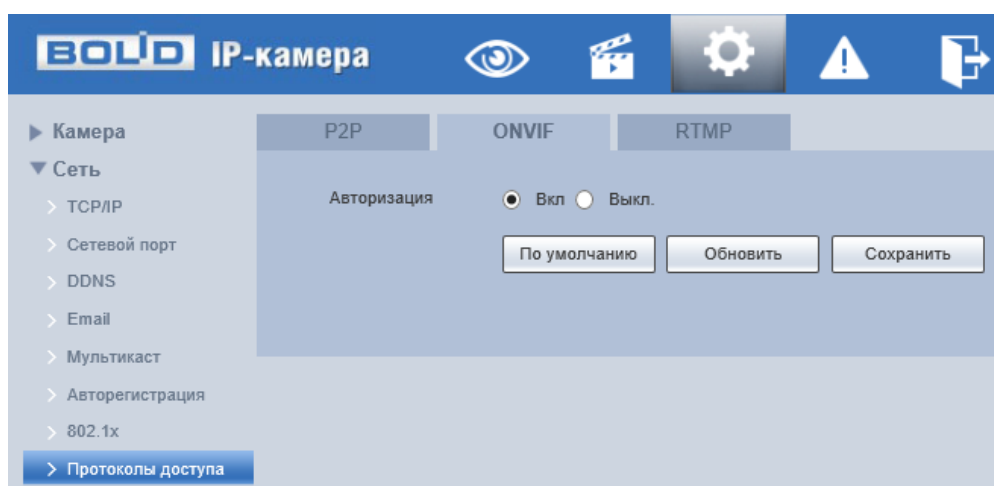 BOLID IP-камера
Камера
Сеть
TCP/IP
Сетевой порт
DDNS
Email
Мультикаст
Авторегистрация
802.1x
Протоколы доступа
P2P ONVIF RTMP
Авторизация Вкл Выкл.
По умолчанию Обновить Сохранить